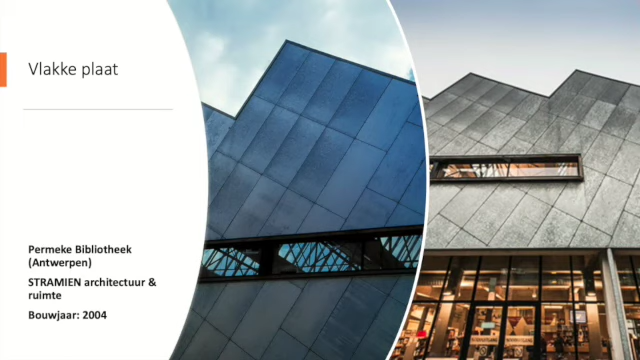 Vlakke plaat
Permeke Bibliotheek
(Antwerpen)
STRAMIEN architectuur &
ruimte
Bouwjaar: 2004